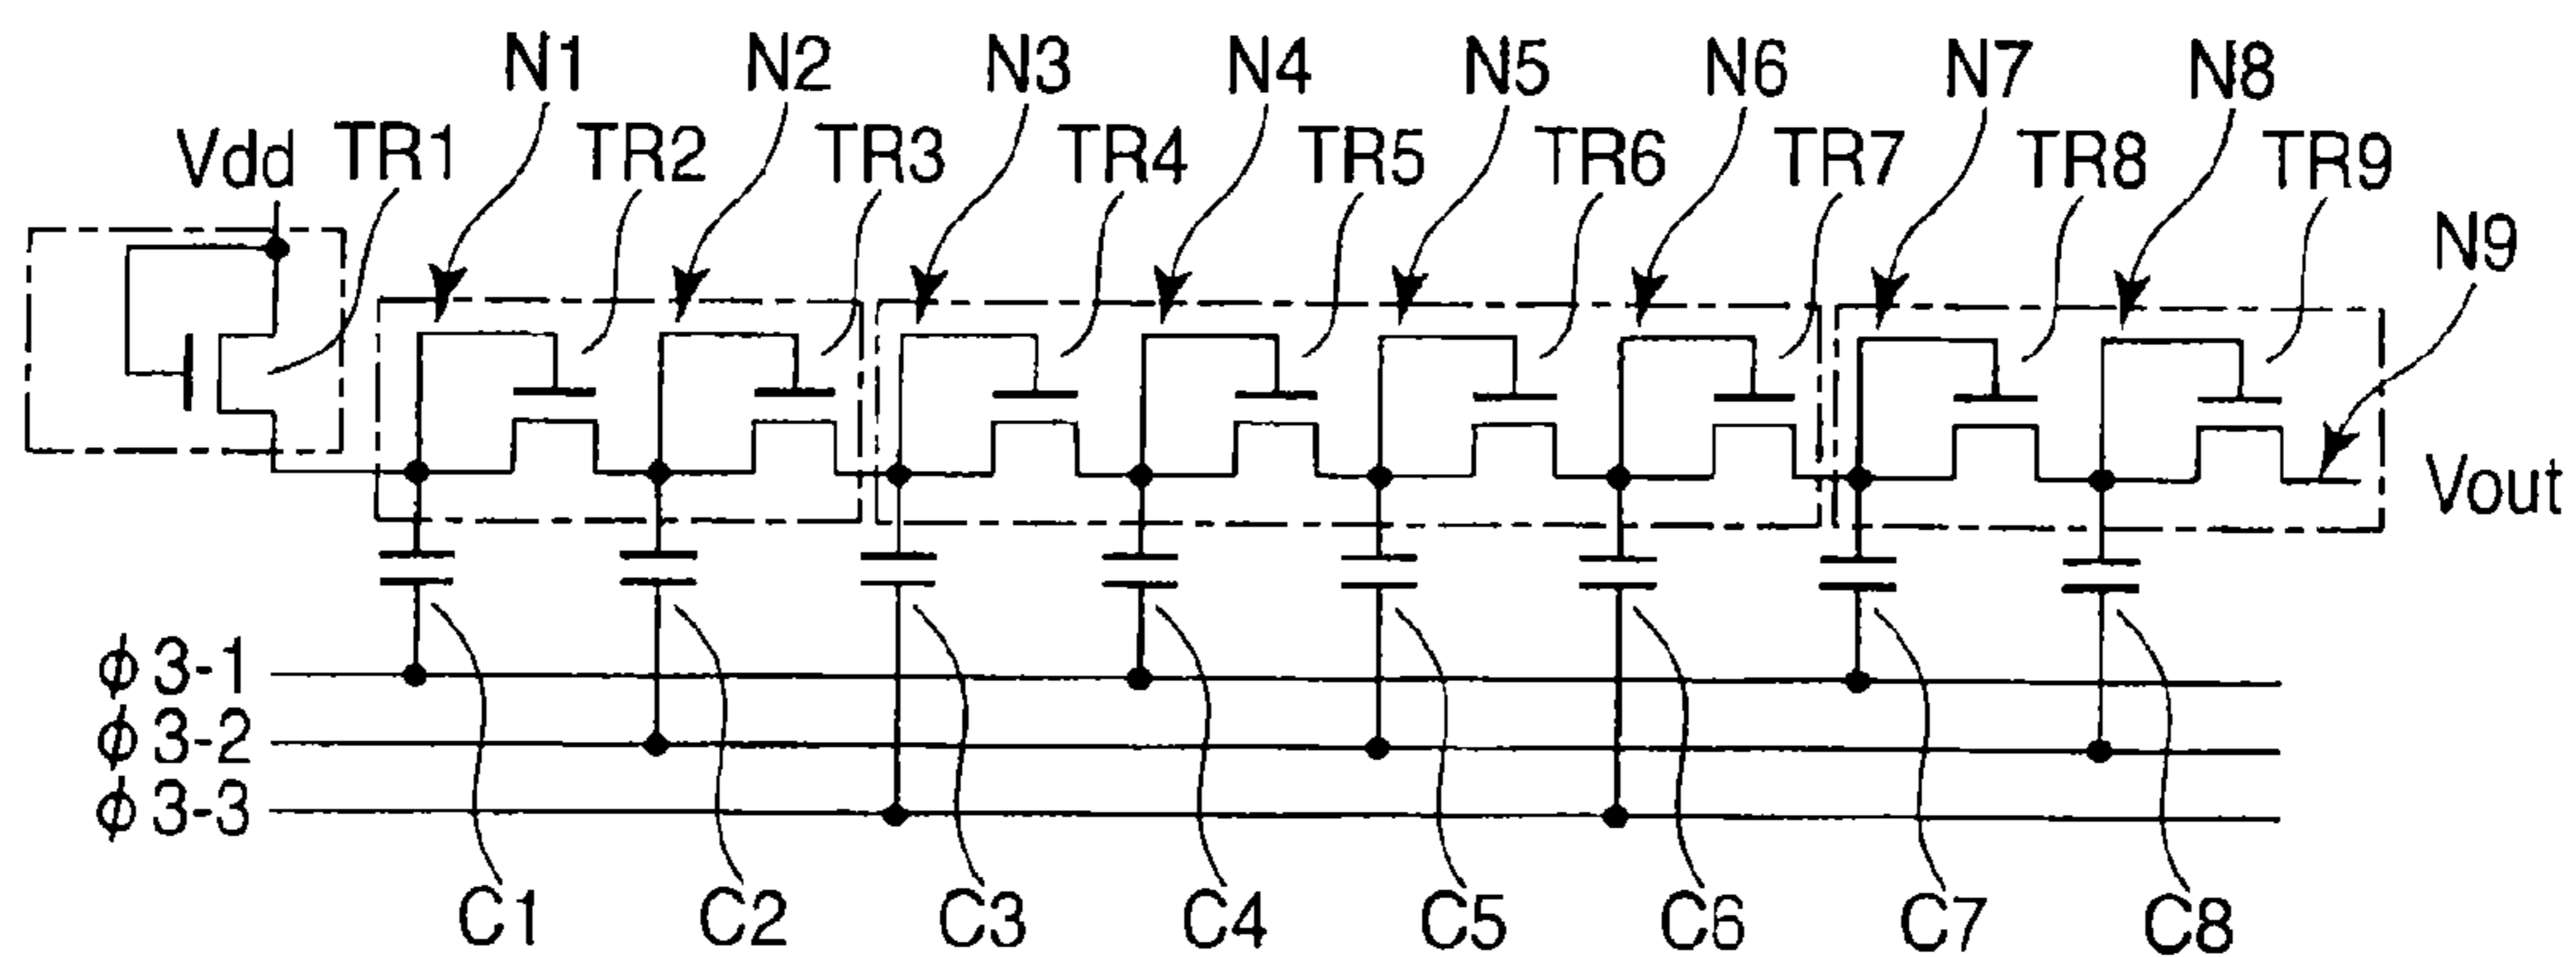 N1 N2 N3 N4 N5 N6 N7 N8
Vdd TR1 TR2 TR3 TR4 TR5 TR6 TR7 TR8 TR9
N9
Vout
ϕ3-1
ϕ3-2
ϕ3-3
C1 C2 C3 C4 C5 C6 C7 C8